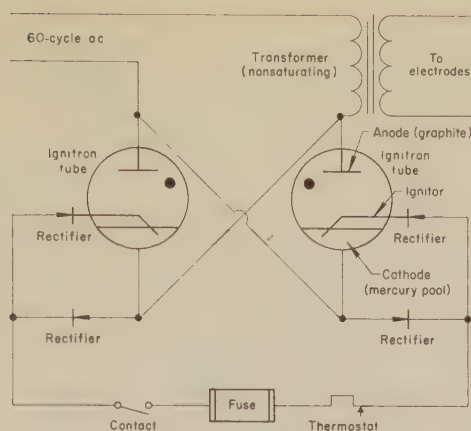 60-cycle ac
Transformer
(nonsaturating)
To
electrodes
Anode (graphite)
Ignitron
tube
Ignitron
tube
Ignitor
Rectifier
Rectifier
Cathode
(mercury pool)
Rectifier
Rectifier
Fuse
Contact
Thermostat